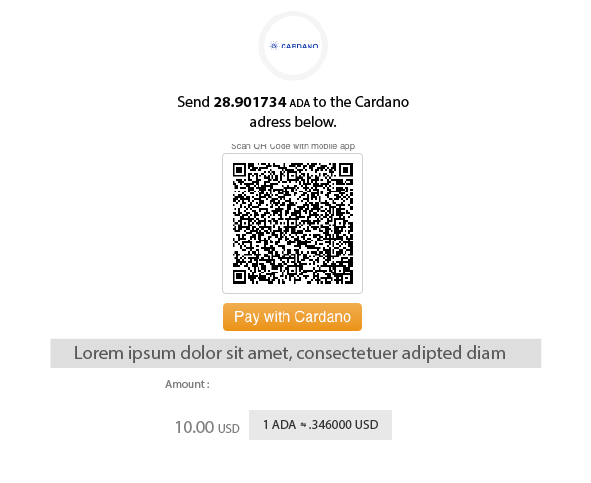 CARDANO
Send 28.901734 ADA to the Cardano
adress below.
Scan QR Code with mobile app
Pay with Cardano
Lorem ipsum dolor sit amet, consectetuer adipted diam
Amount :
10.00 USD
1 ADA ≈ .346000 USD